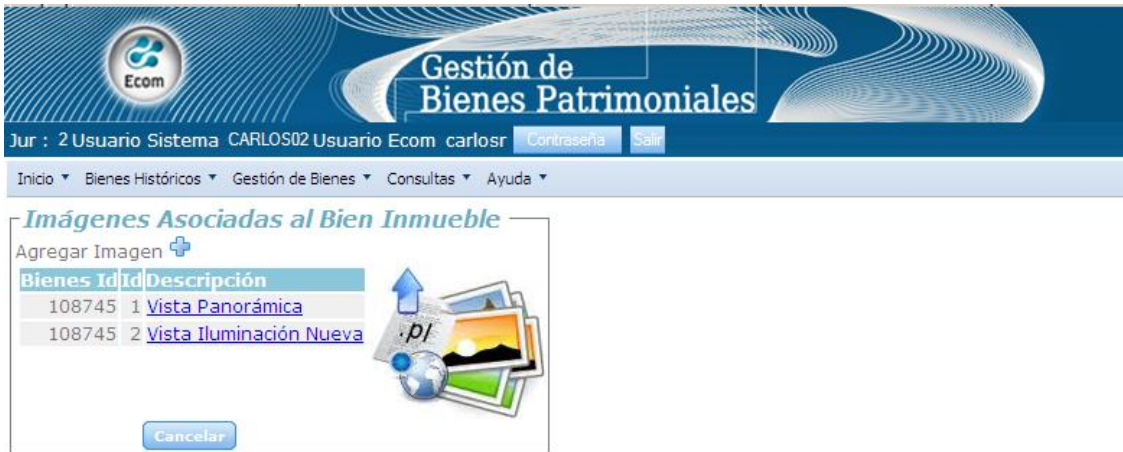 Ecom
Gestión de
Bienes Patrimoniales
Jur : 2 Usuario Sistema CARLOS02 Usuario Ecom carlosr Contraseña Salir
Inicio Bienes Históricos Gestión de Bienes Consultas Ayuda
Imágenes Asociadas al Bien Inmueble
Agregar Imagen
Bienes Id Id Descripción
108745 1 Vista Panorámica
108745 2 Vista Iluminación Nueva
.pl
Cancelar